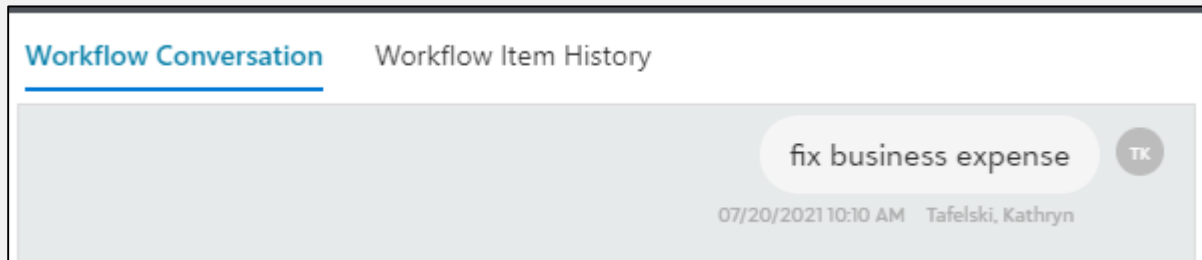 Workflow Conversation Workflow Item History
fix business expense TK
07/20/2021 10:10 AM Tafelski, Kathryn